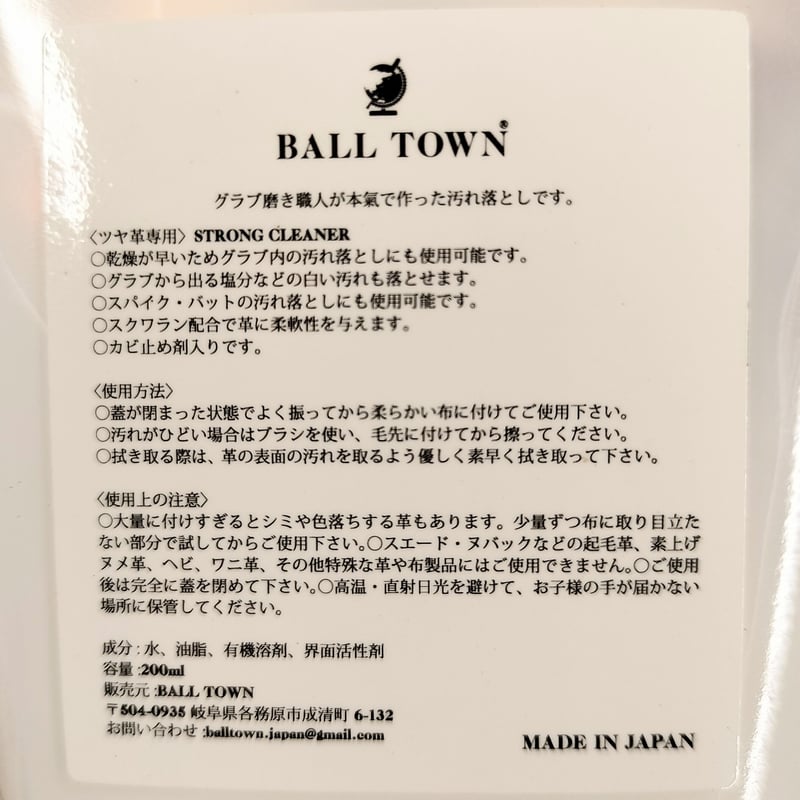 BALL TOWN®
グラブ磨き職人が本氣で作った汚れ落としです。
〈ツヤ革専用〉STRONG CLEANER
○乾燥が早いためグラブ内の汚れ落としにも使用可能です。
○グラブから出る塩分などの白い汚れも落とせます。
○スパイク・バットの汚れ落としにも使用可能です。
○スクワラン配合で革に柔軟性を与えます。
○カビ止め剤入りです。
〈使用方法〉
○蓋が閉まった状態でよく振ってから柔らかい布に付けてご使用下さい。
○汚れがひどい場合はブラシを使い、毛先に付けてから擦ってください。
○拭き取る際は、革の表面の汚れを取るよう優しく素早く拭き取って下さい。
〈使用上の注意〉
○大量に付けすぎるとシミや色落ちする革もあります。少量ずつ布に取り目立た
ない部分で試してからご使用下さい。○スエード・ヌバックなどの起毛革、素上げ
ヌメ革、ヘビ、ワニ革、その他特殊な革や布製品にはご使用できません。○ご使用
後は完全に蓋を閉めて下さい。○高温・直射日光を避けて、お子様の手が届かない
場所に保管してください。
成分:水、油脂、有機溶剤、界面活性剤
容量:200ml
販売元:BALL TOWN
〒504-0935 岐阜県各務原市成清町 6-132
お問い合わせ:balltown.japan@gmail.com
MADE IN JAPAN